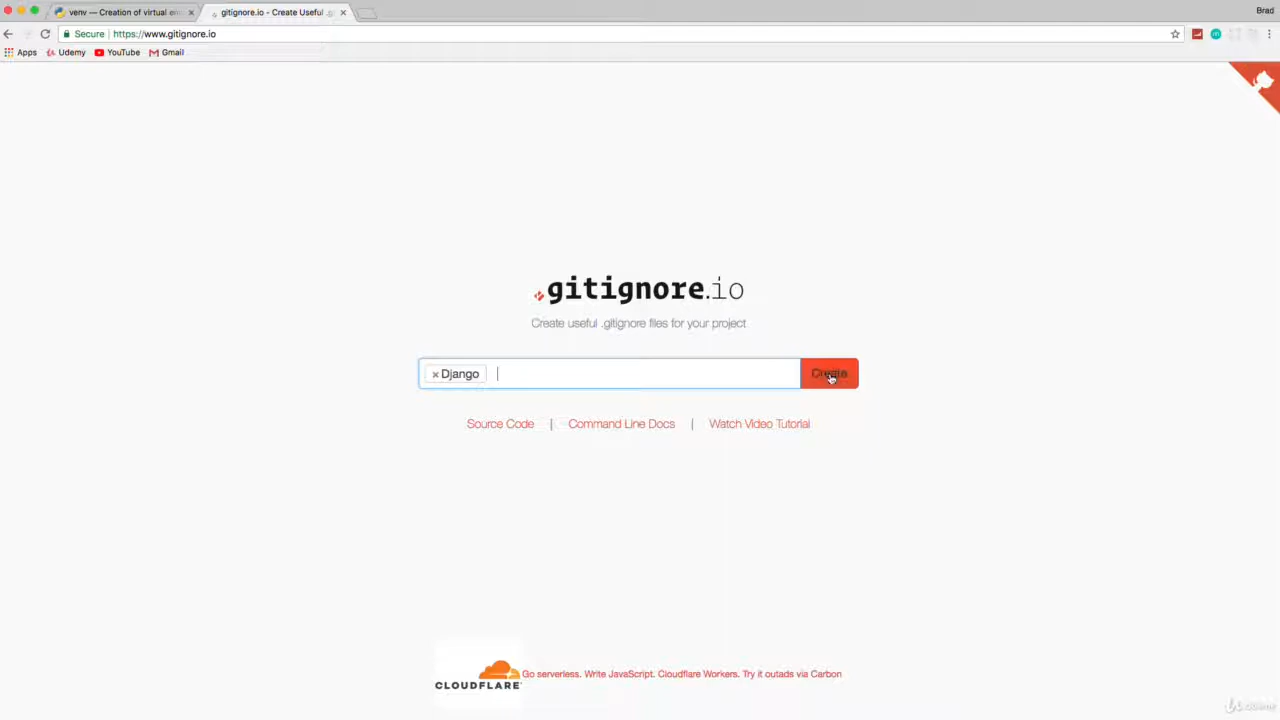 venv — Creation of virtual en
gitignore.io - Create Useful .g
Brad
Secure | https://www.gitignore.io
Apps Udemy YouTube Gmail
.gitignore.io
Create useful .gitignore files for your project
× Django
Create
Source Code | Command Line Docs | Watch Video Tutorial
CLOUDFLARE
Go serverless. Write JavaScript. Cloudflare Workers. Try it outads via Carbon
Udemy